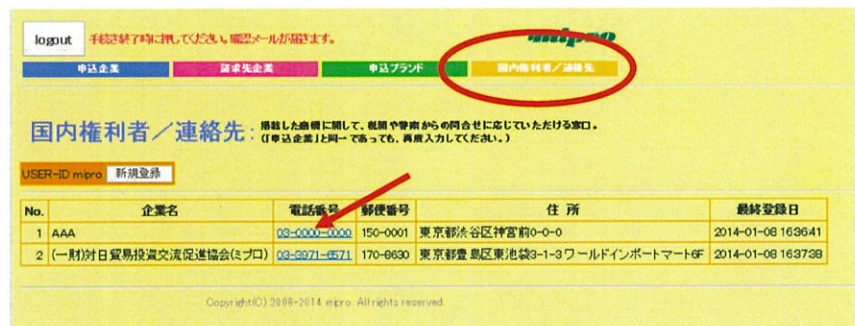 logout 手続き終了時に押してください。確認メールが届きます。
mipro
申込企業 請求先企業 申込ブランド 国内権利者／連絡先
国内権利者／連絡先：掲載した商標に関して、税関や警察からの問合せに応じていただける窓口。
(「申込企業」と同一であっても、再度入力してください。)
USER-ID mipro 新規登録
No. 企業名 電話番号 郵便番号 住 所 最終登録日
1 AAA 03-0000-0000 150-0001 東京都渋谷区神宮前0-0-0 2014-01-08 163641
2 (一財)対日貿易投資交流促進協会(ミプロ) 03-3971-6571 170-8630 東京都豊島区東池袋3-1-3ワールドインポートマート6F 2014-01-08 163738
Copyright(C) 2008-2014 mipro. All rights reserved.